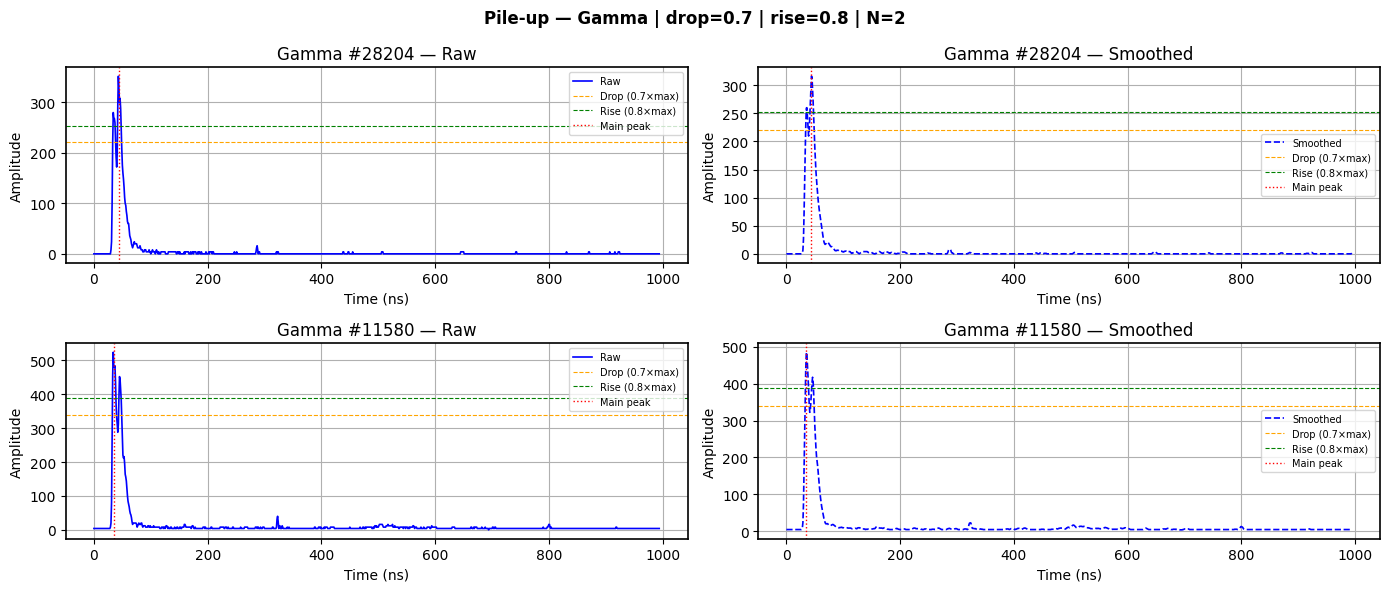 Pile-up — Gamma | drop=0.7 | rise=0.8 | N=2
Gamma #28204 — Raw
Amplitude
300
200
100
0
Raw
Drop (0.7×max)
Rise (0.8×max)
Main peak
0 200 400 600 800 1000
Time (ns)
Gamma #28204 — Smoothed
Amplitude
300
250
200
150
100
50
0
Smoothed
Drop (0.7×max)
Rise (0.8×max)
Main peak
0 200 400 600 800 1000
Time (ns)
Gamma #11580 — Raw
Amplitude
500
400
300
200
100
0
Raw
Drop (0.7×max)
Rise (0.8×max)
Main peak
0 200 400 600 800 1000
Time (ns)
Gamma #11580 — Smoothed
Amplitude
500
400
300
200
100
0
Smoothed
Drop (0.7×max)
Rise (0.8×max)
Main peak
0 200 400 600 800 1000
Time (ns)